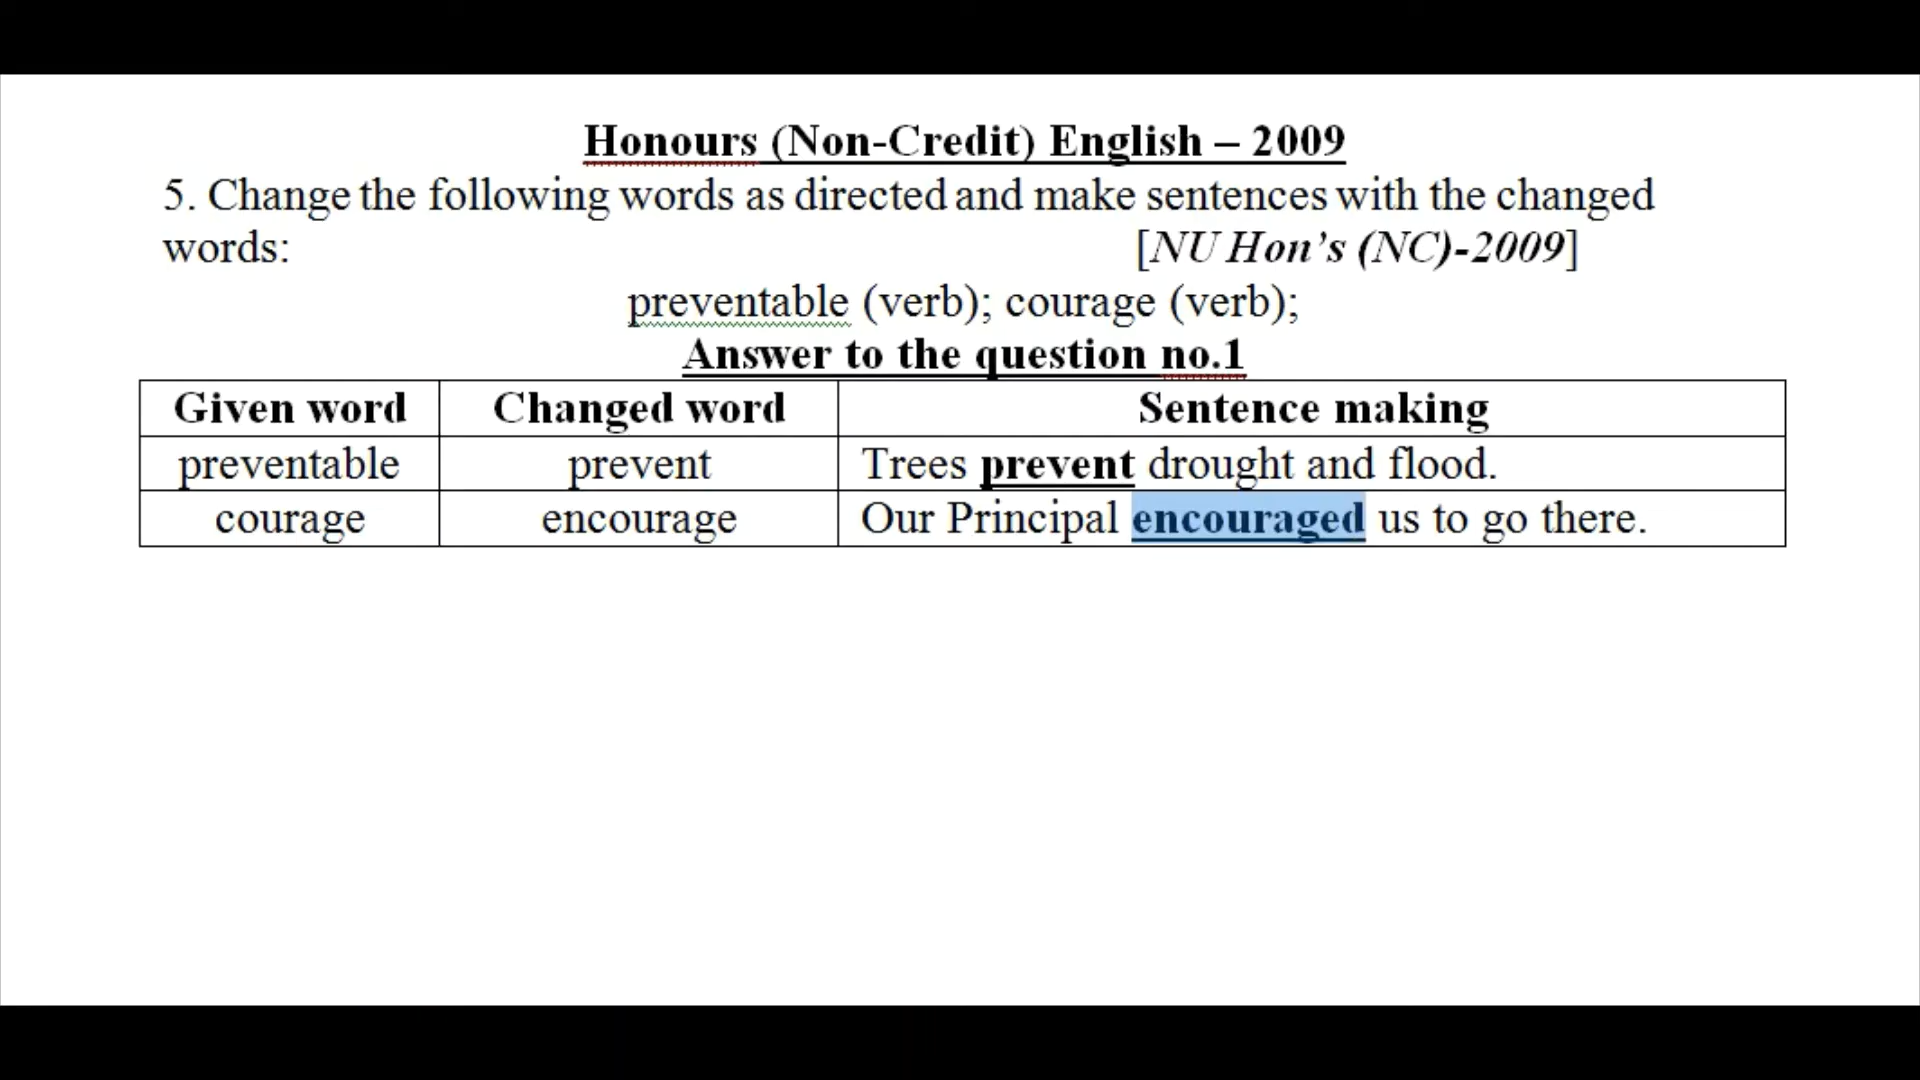 Honours (Non-Credit) English – 2009
5. Change the following words as directed and make sentences with the changed
words: [NU Hon’s (NC)-2009]
preventable (verb); courage (verb);
Answer to the question no.1
Given word Changed word Sentence making
preventable prevent Trees prevent drought and flood.
courage encourage Our Principal encouraged us to go there.